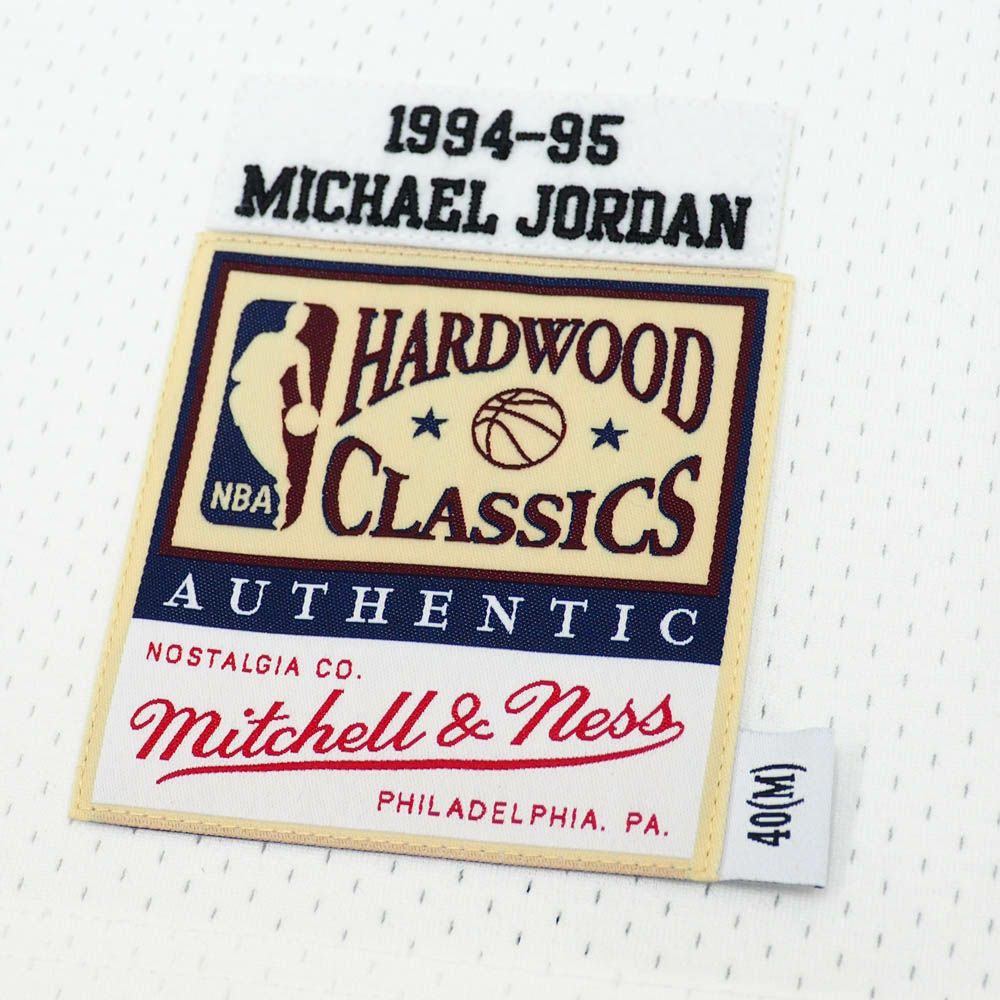 1994-95
MICHAEL JORDAN
HARDWOOD
CLASSICS
NBA
AUTHENTIC
NOSTALGIA CO.
Mitchell & Ness
PHILADELPHIA. PA.
40(M)